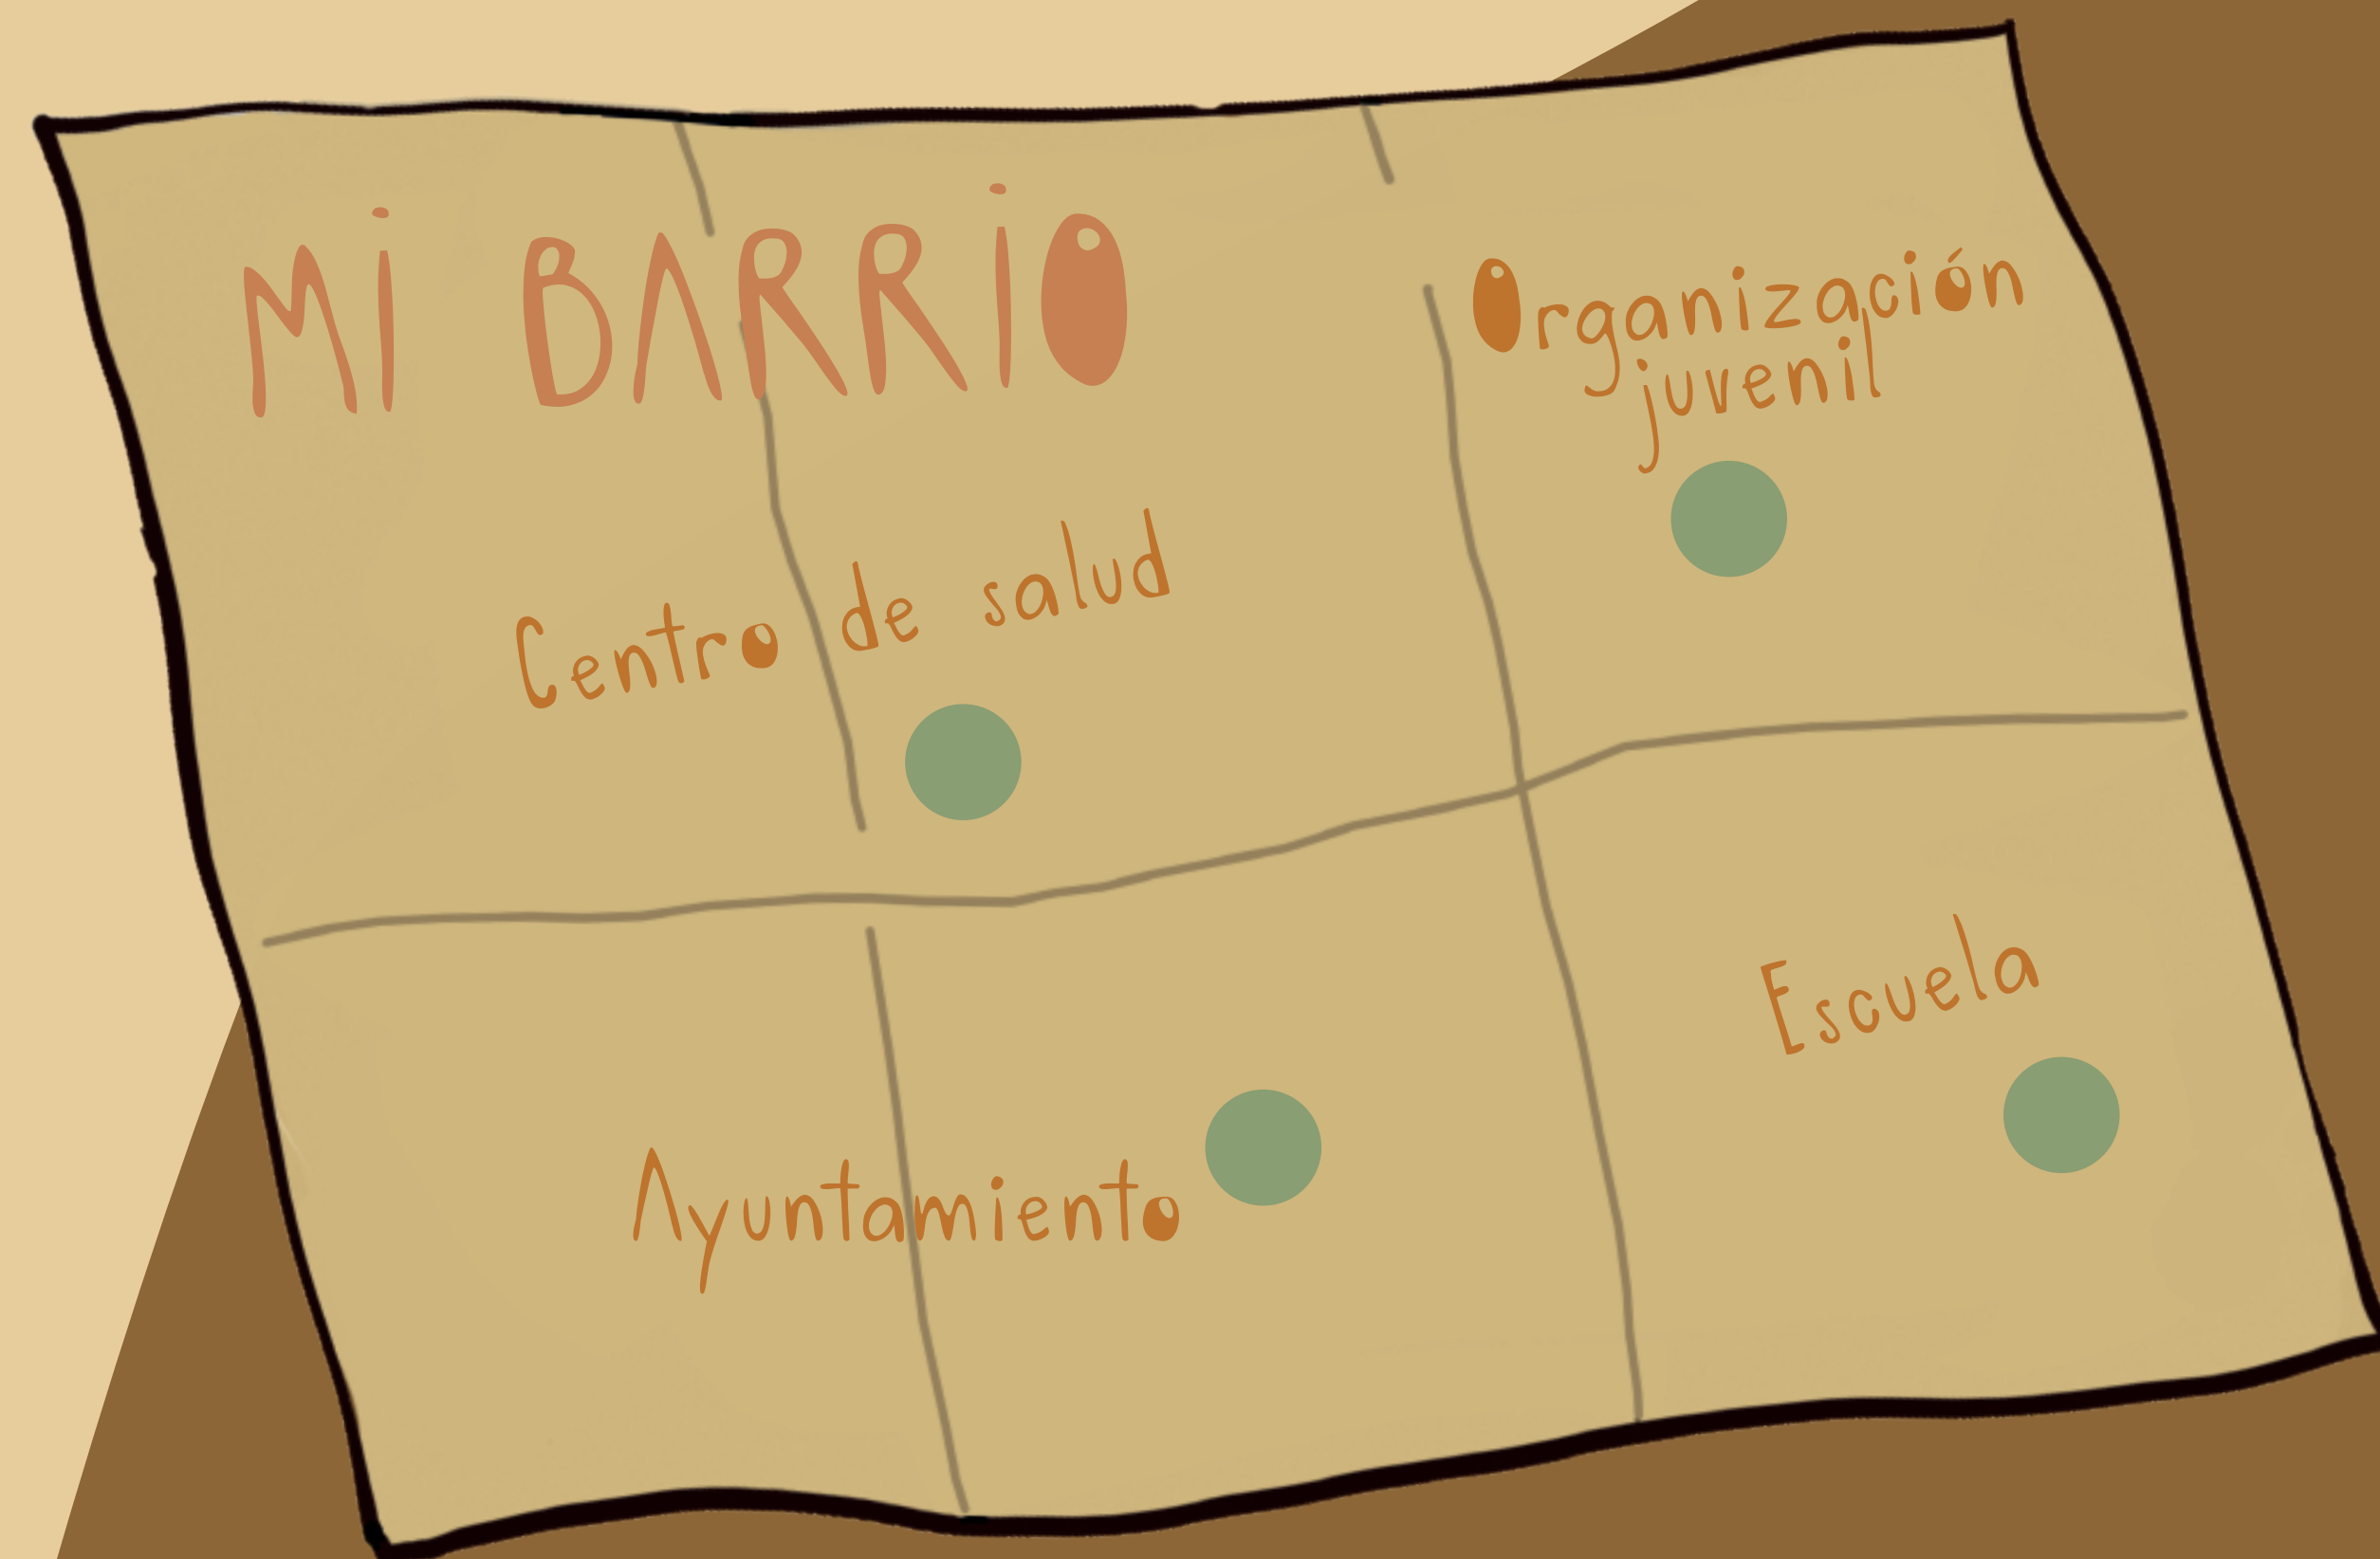 Mi BARRiO
Organización
juvenil
Centro de salud
Escuela
Ayuntamiento